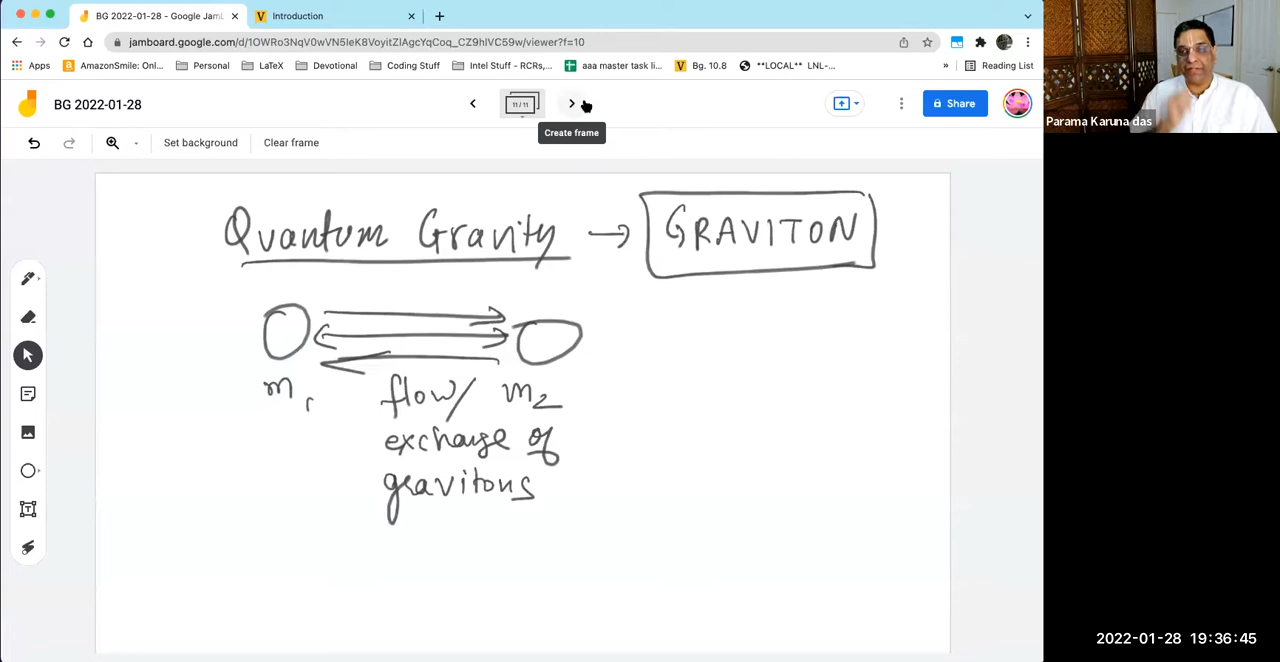 BG 2022-01-28 - Google Jam
Introduction
jamboard.google.com/d/1OWRo3NqV0wVN5IeK8VoyitZlAgcYqCoq_CZ9hlVC59w/viewer?f=10
Apps
AmazonSmile: Onl...
Personal
LaTeX
Devotional
Coding Stuff
Intel Stuff - RCRs,...
aaa master task li...
Bg. 10.8
**LOCAL** LNL-...
»
Reading List
BG 2022-01-28
11/11
Share
Create frame
Set background
Clear frame
Parama Karuna das
Quantum Gravity → GRAVITON
m1 flow/ m2
exchange of
gravitons
2022-01-28 19:36:45